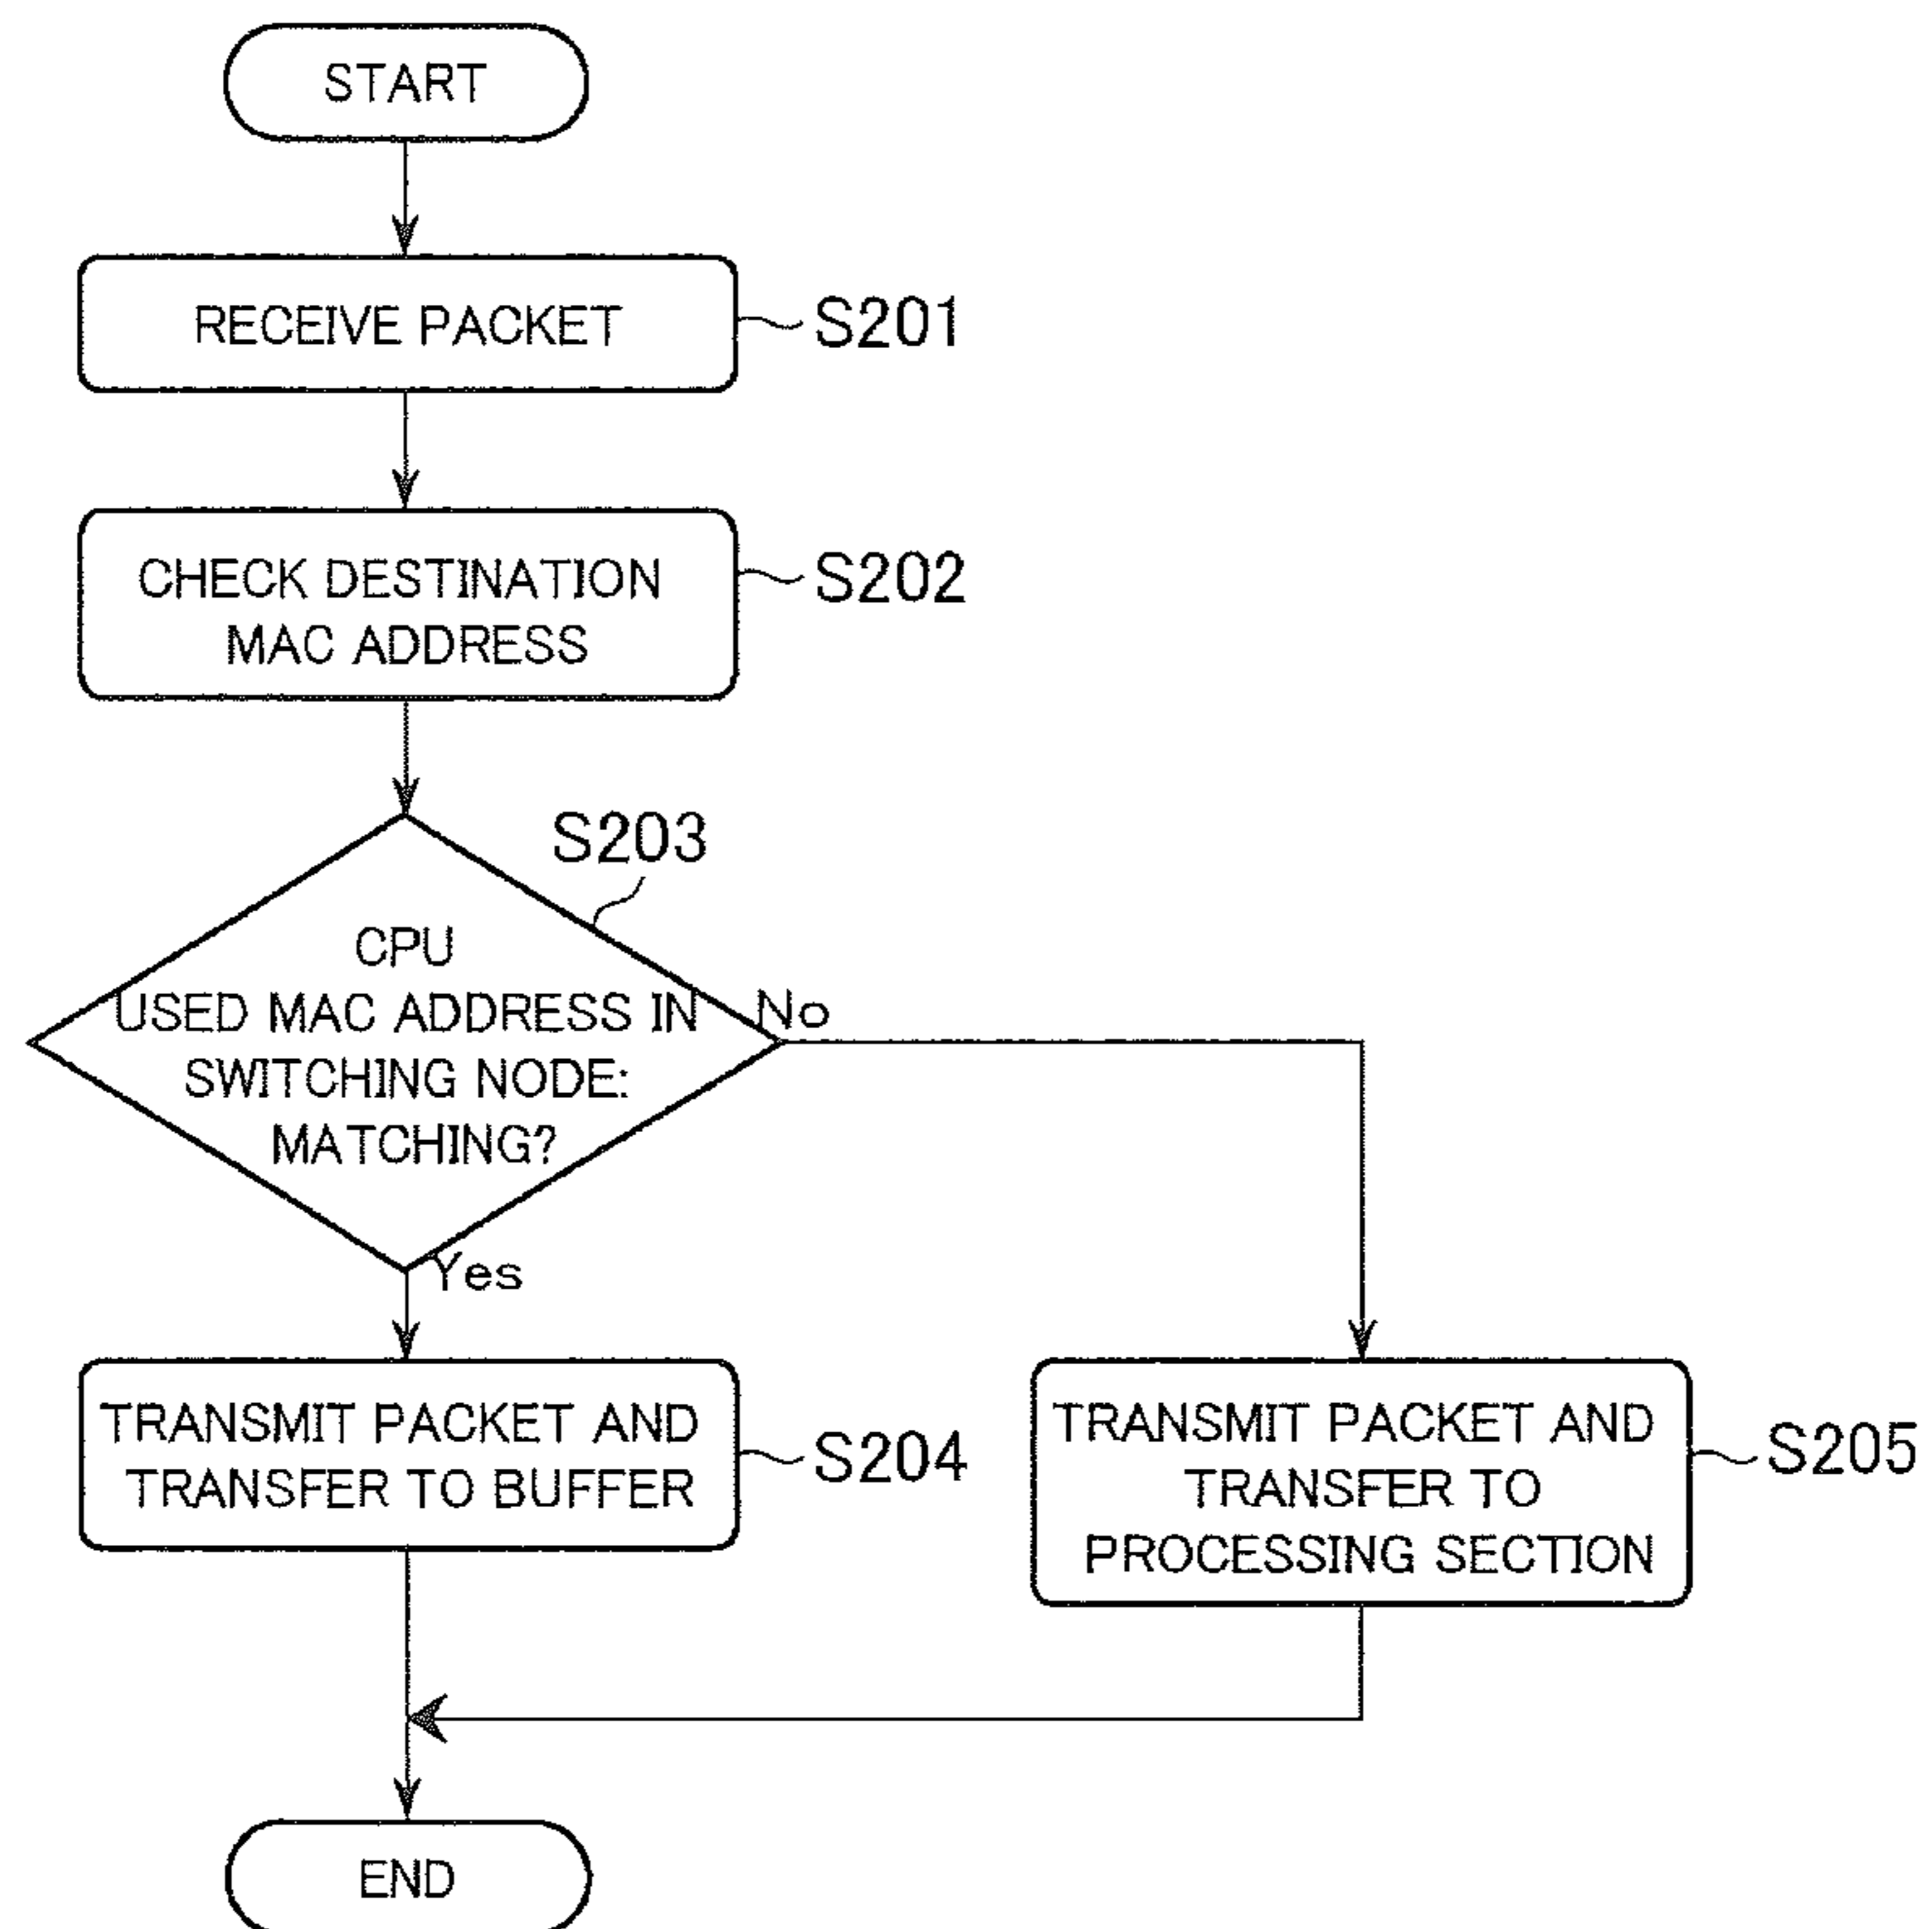 START
RECEIVE PACKET
S201
CHECK DESTINATION
MAC ADDRESS
S202
S203
CPU
USED MAC ADDRESS IN
SWITCHING NODE:
MATCHING?
No
Yes
TRANSMIT PACKET AND
TRANSFER TO BUFFER
S204
TRANSMIT PACKET AND
TRANSFER TO
PROCESSING SECTION
S205
END